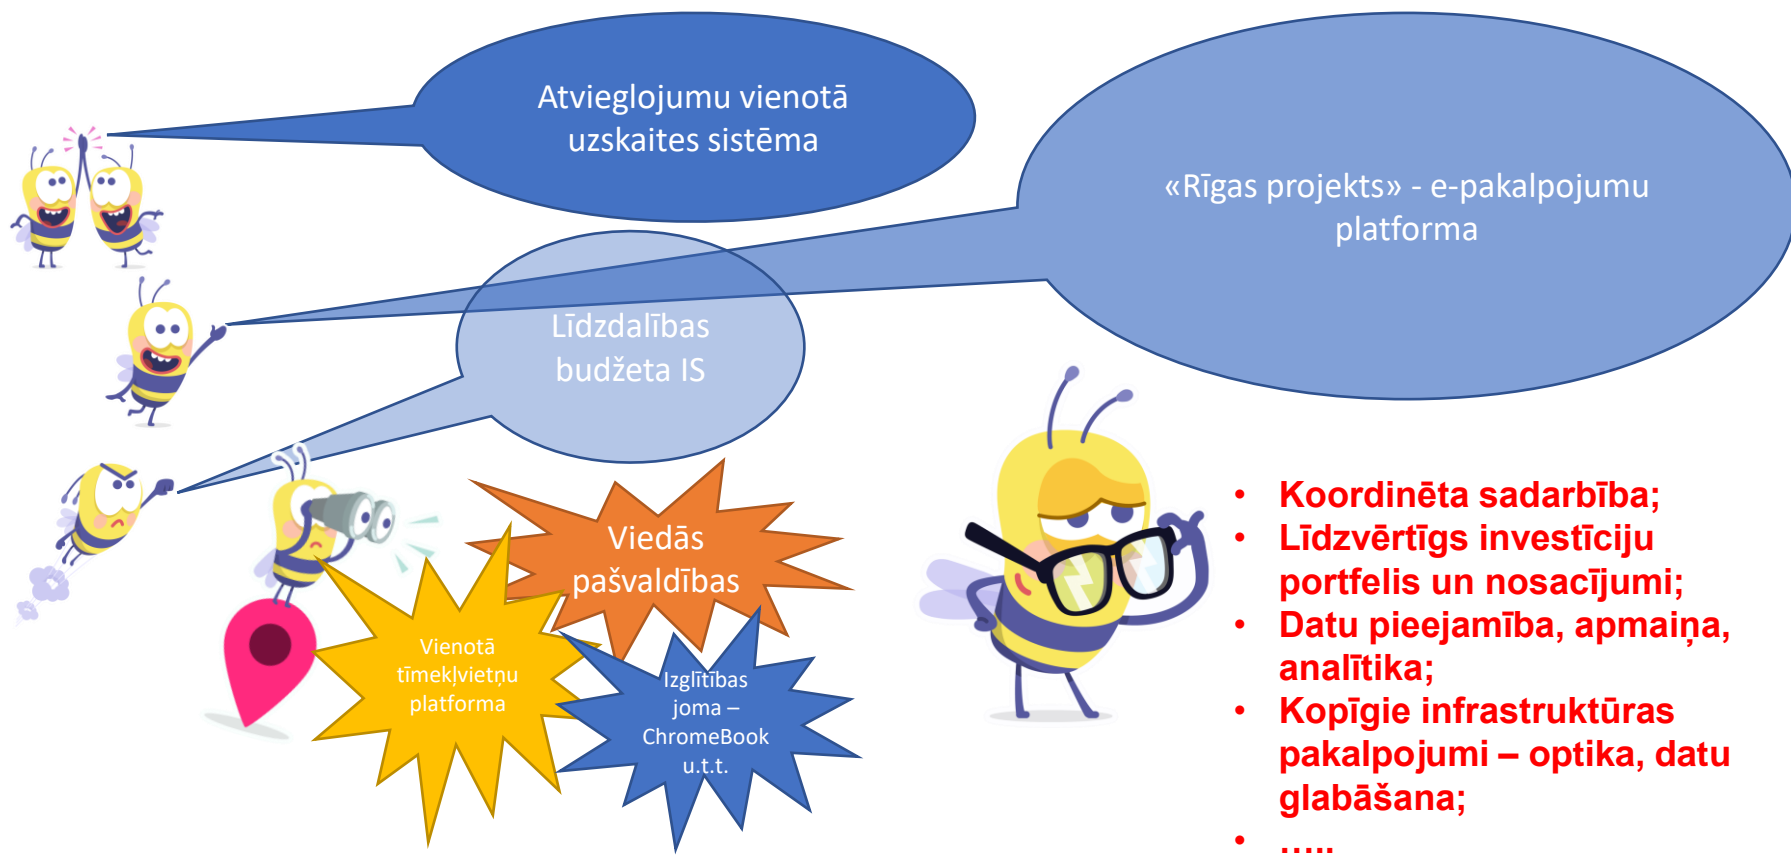 Atvieglojumu vienotā
uzskaites sistēma
«Rīgas projekts» - e-pakalpojumu
platforma
Līdzdalības
budžeta IS
Viedās
pašvaldības
Vienotā
tīmekļvietņu
platforma
Izglītības
joma –
ChromeBook
u.t.t.
• Koordinēta sadarbība;
• Līdzvērtīgs investīciju
portfelis un nosacījumi;
• Datu pieejamība, apmaiņa,
analītika;
• Kopīgie infrastruktūras
pakalpojumi – optika, datu
glabāšana;
• …..